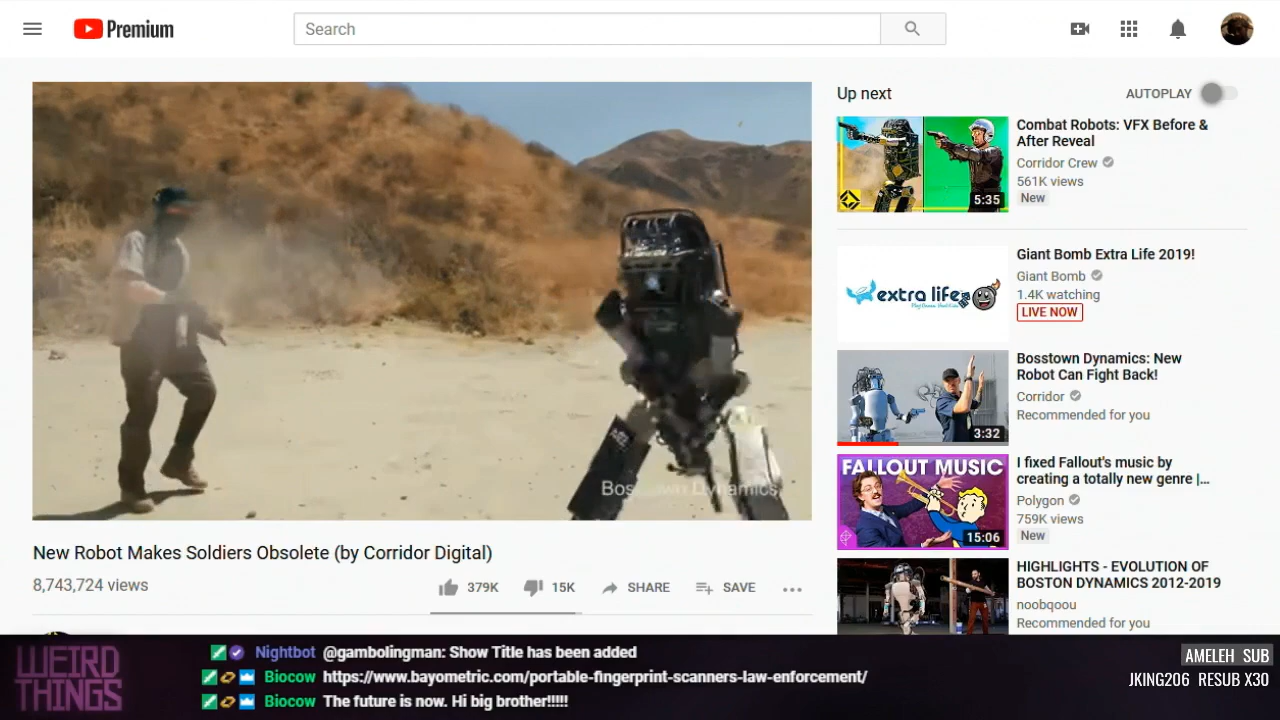 Premium
Search
Bosstown Dynamics
New Robot Makes Soldiers Obsolete (by Corridor Digital)
8,743,724 views
379K
15K
SHARE
SAVE
Up next
AUTOPLAY
5:35
Combat Robots: VFX Before &
After Reveal
Corridor Crew
561K views
New
extra life
Play Games. Heal Kids.
Giant Bomb Extra Life 2019!
Giant Bomb
1.4K watching
LIVE NOW
3:32
Bosstown Dynamics: New
Robot Can Fight Back!
Corridor
Recommended for you
FALLOUT MUSIC
15:06
I fixed Fallout's music by
creating a totally new genre |...
Polygon
759K views
New
HIGHLIGHTS - EVOLUTION OF
BOSTON DYNAMICS 2012-2019
noobqoou
Recommended for you
WEIRD
THINGS
Nightbot @gambolingman: Show Title has been added
Biocow https://www.bayometric.com/portable-fingerprint-scanners-law-enforcement/
Biocow The future is now. Hi big brother!!!!!
AMELEH SUB
JKING206 RESUB X30